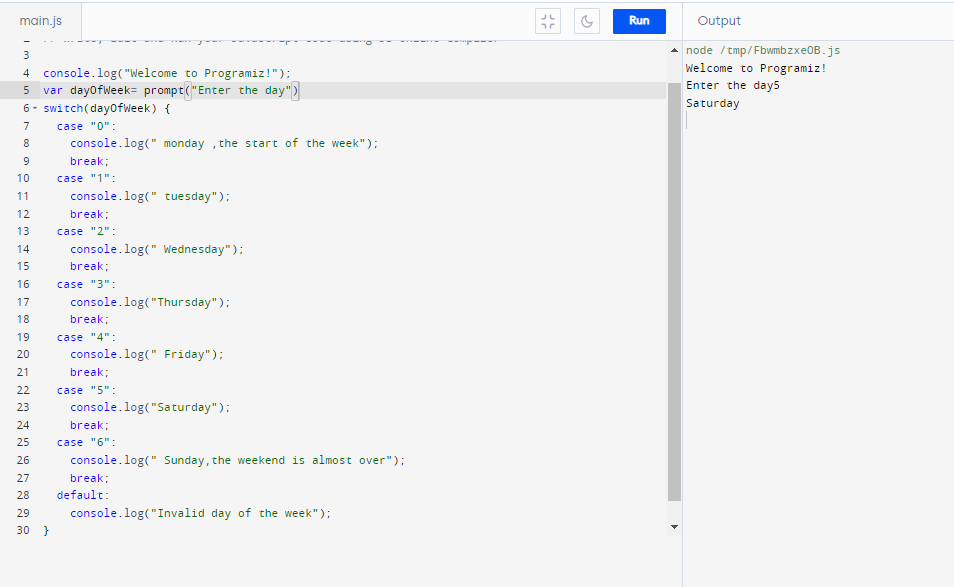 main.js
Run
Output
3
4 console.log("Welcome to Programiz!");
5 var dayOfWeek= prompt("Enter the day")
6 switch(dayOfWeek) {
7 case "0":
8 console.log(" monday ,the start of the week");
9 break;
10 case "1":
11 console.log(" tuesday");
12 break;
13 case "2":
14 console.log(" Wednesday");
15 break;
16 case "3":
17 console.log("Thursday");
18 break;
19 case "4":
20 console.log(" Friday");
21 break;
22 case "5":
23 console.log("Saturday");
24 break;
25 case "6":
26 console.log(" Sunday,the weekend is almost over");
27 break;
28 default:
29 console.log("Invalid day of the week");
30 }
node /tmp/FbwmbzxeOB.js
Welcome to Programiz!
Enter the day5
Saturday